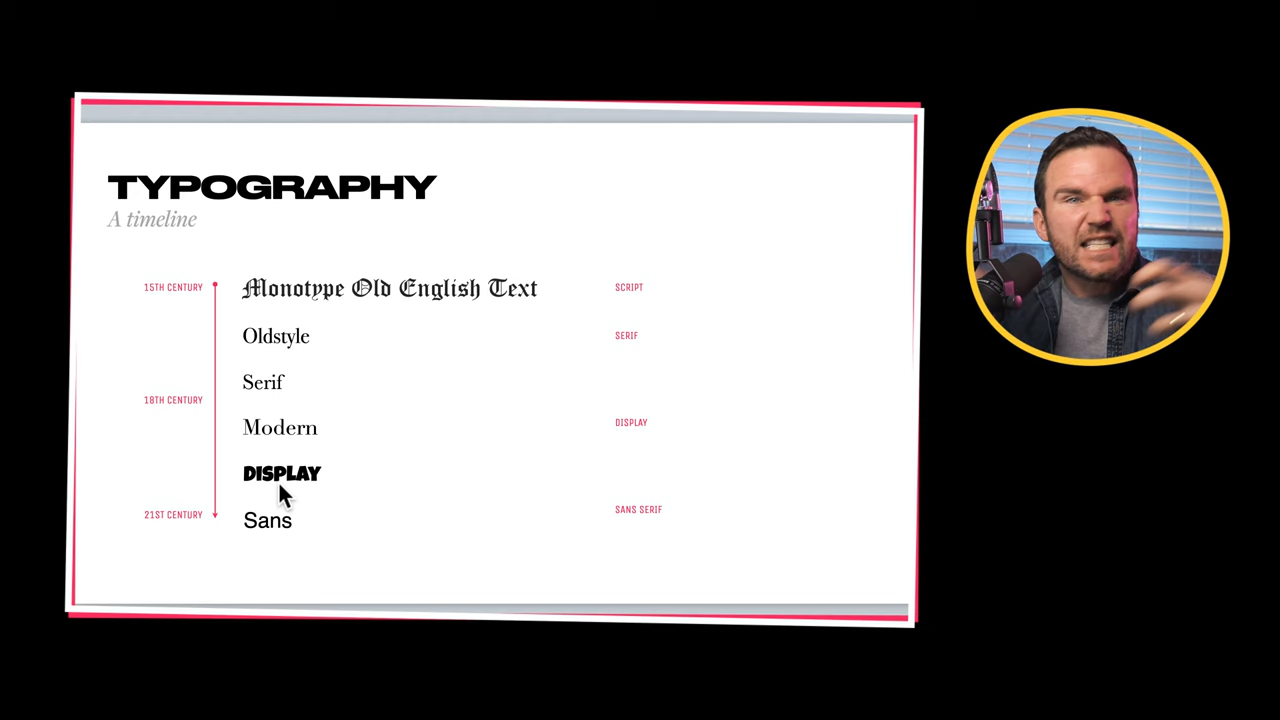 TYPOGRAPHY
A timeline
15TH CENTURY Monotype Old English Text SCRIPT
Oldstyle SERIF
Serif
18TH CENTURY
Modern DISPLAY
DISPLAY
21ST CENTURY Sans SANS SERIF